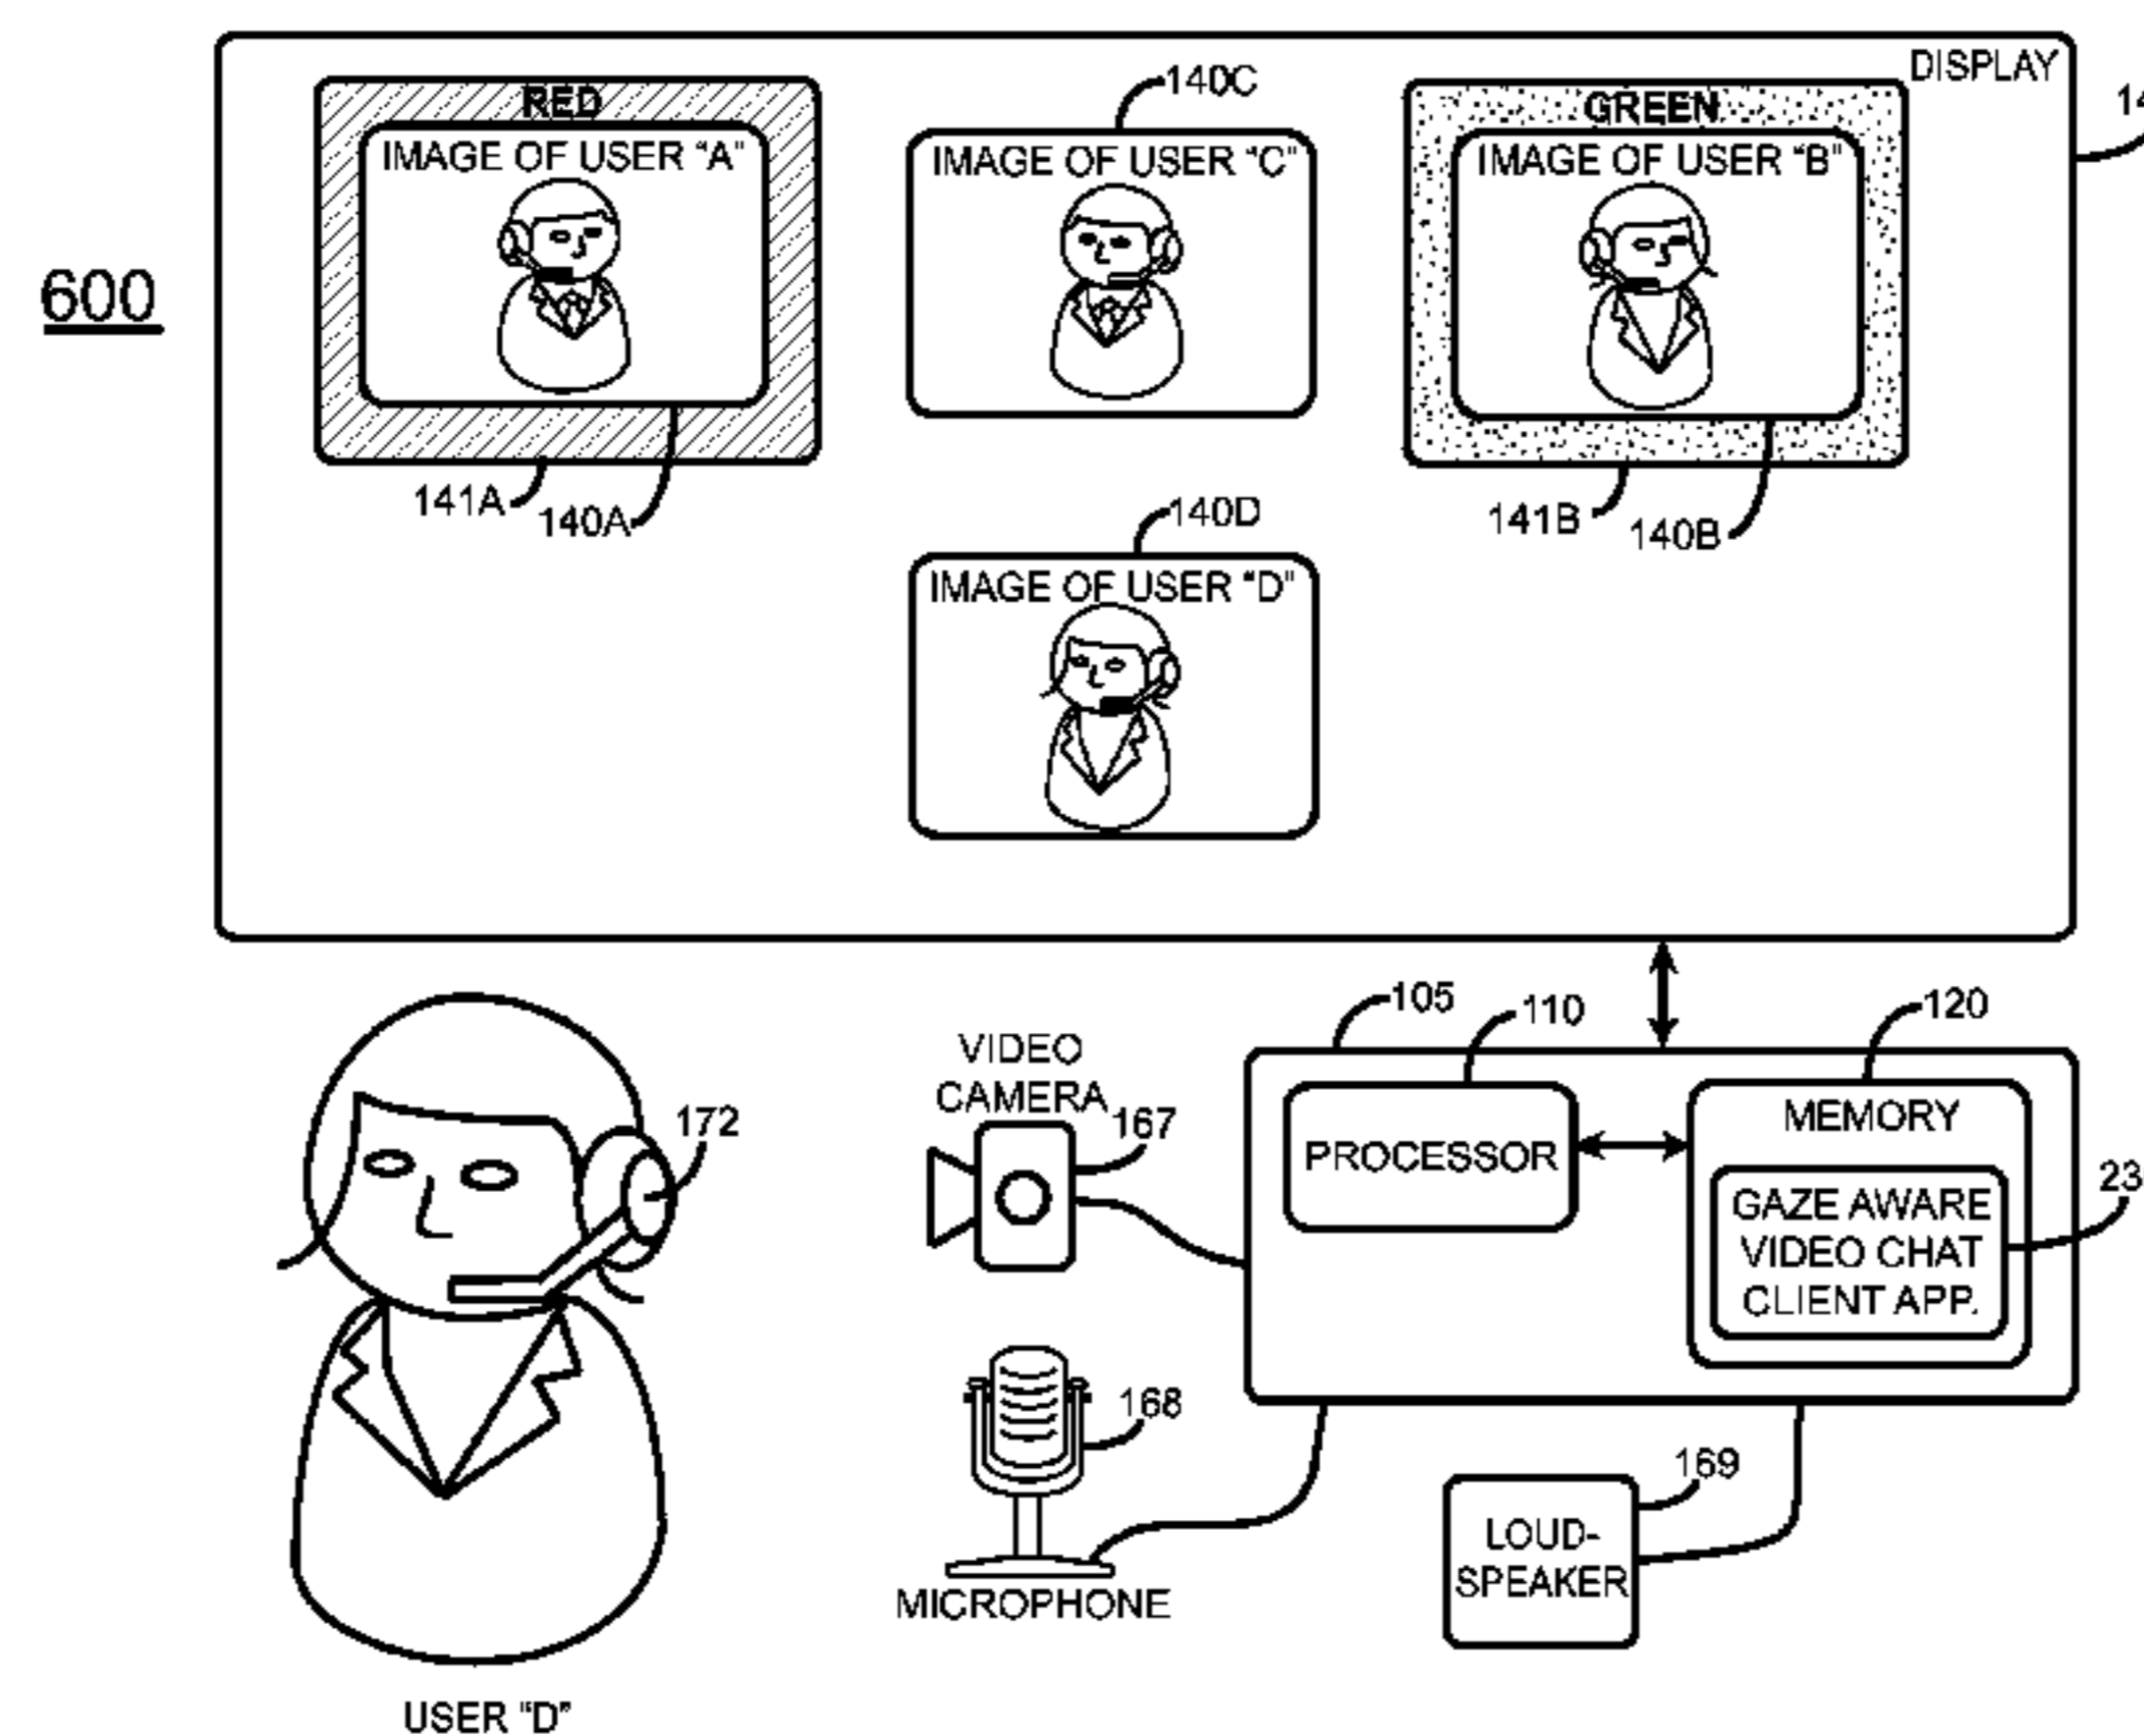 DISPLAY
14
RED
IMAGE OF USER "A"
140C
IMAGE OF USER "C"
GREEN
IMAGE OF USER "B"
600
141A
140A
141B
140B
140D
IMAGE OF USER "D"
105
110
120
VIDEO
CAMERA
167
PROCESSOR
MEMORY
GAZE AWARE
VIDEO CHAT
CLIENT APP.
23
172
168
MICROPHONE
169
LOUD-
SPEAKER
USER "D"